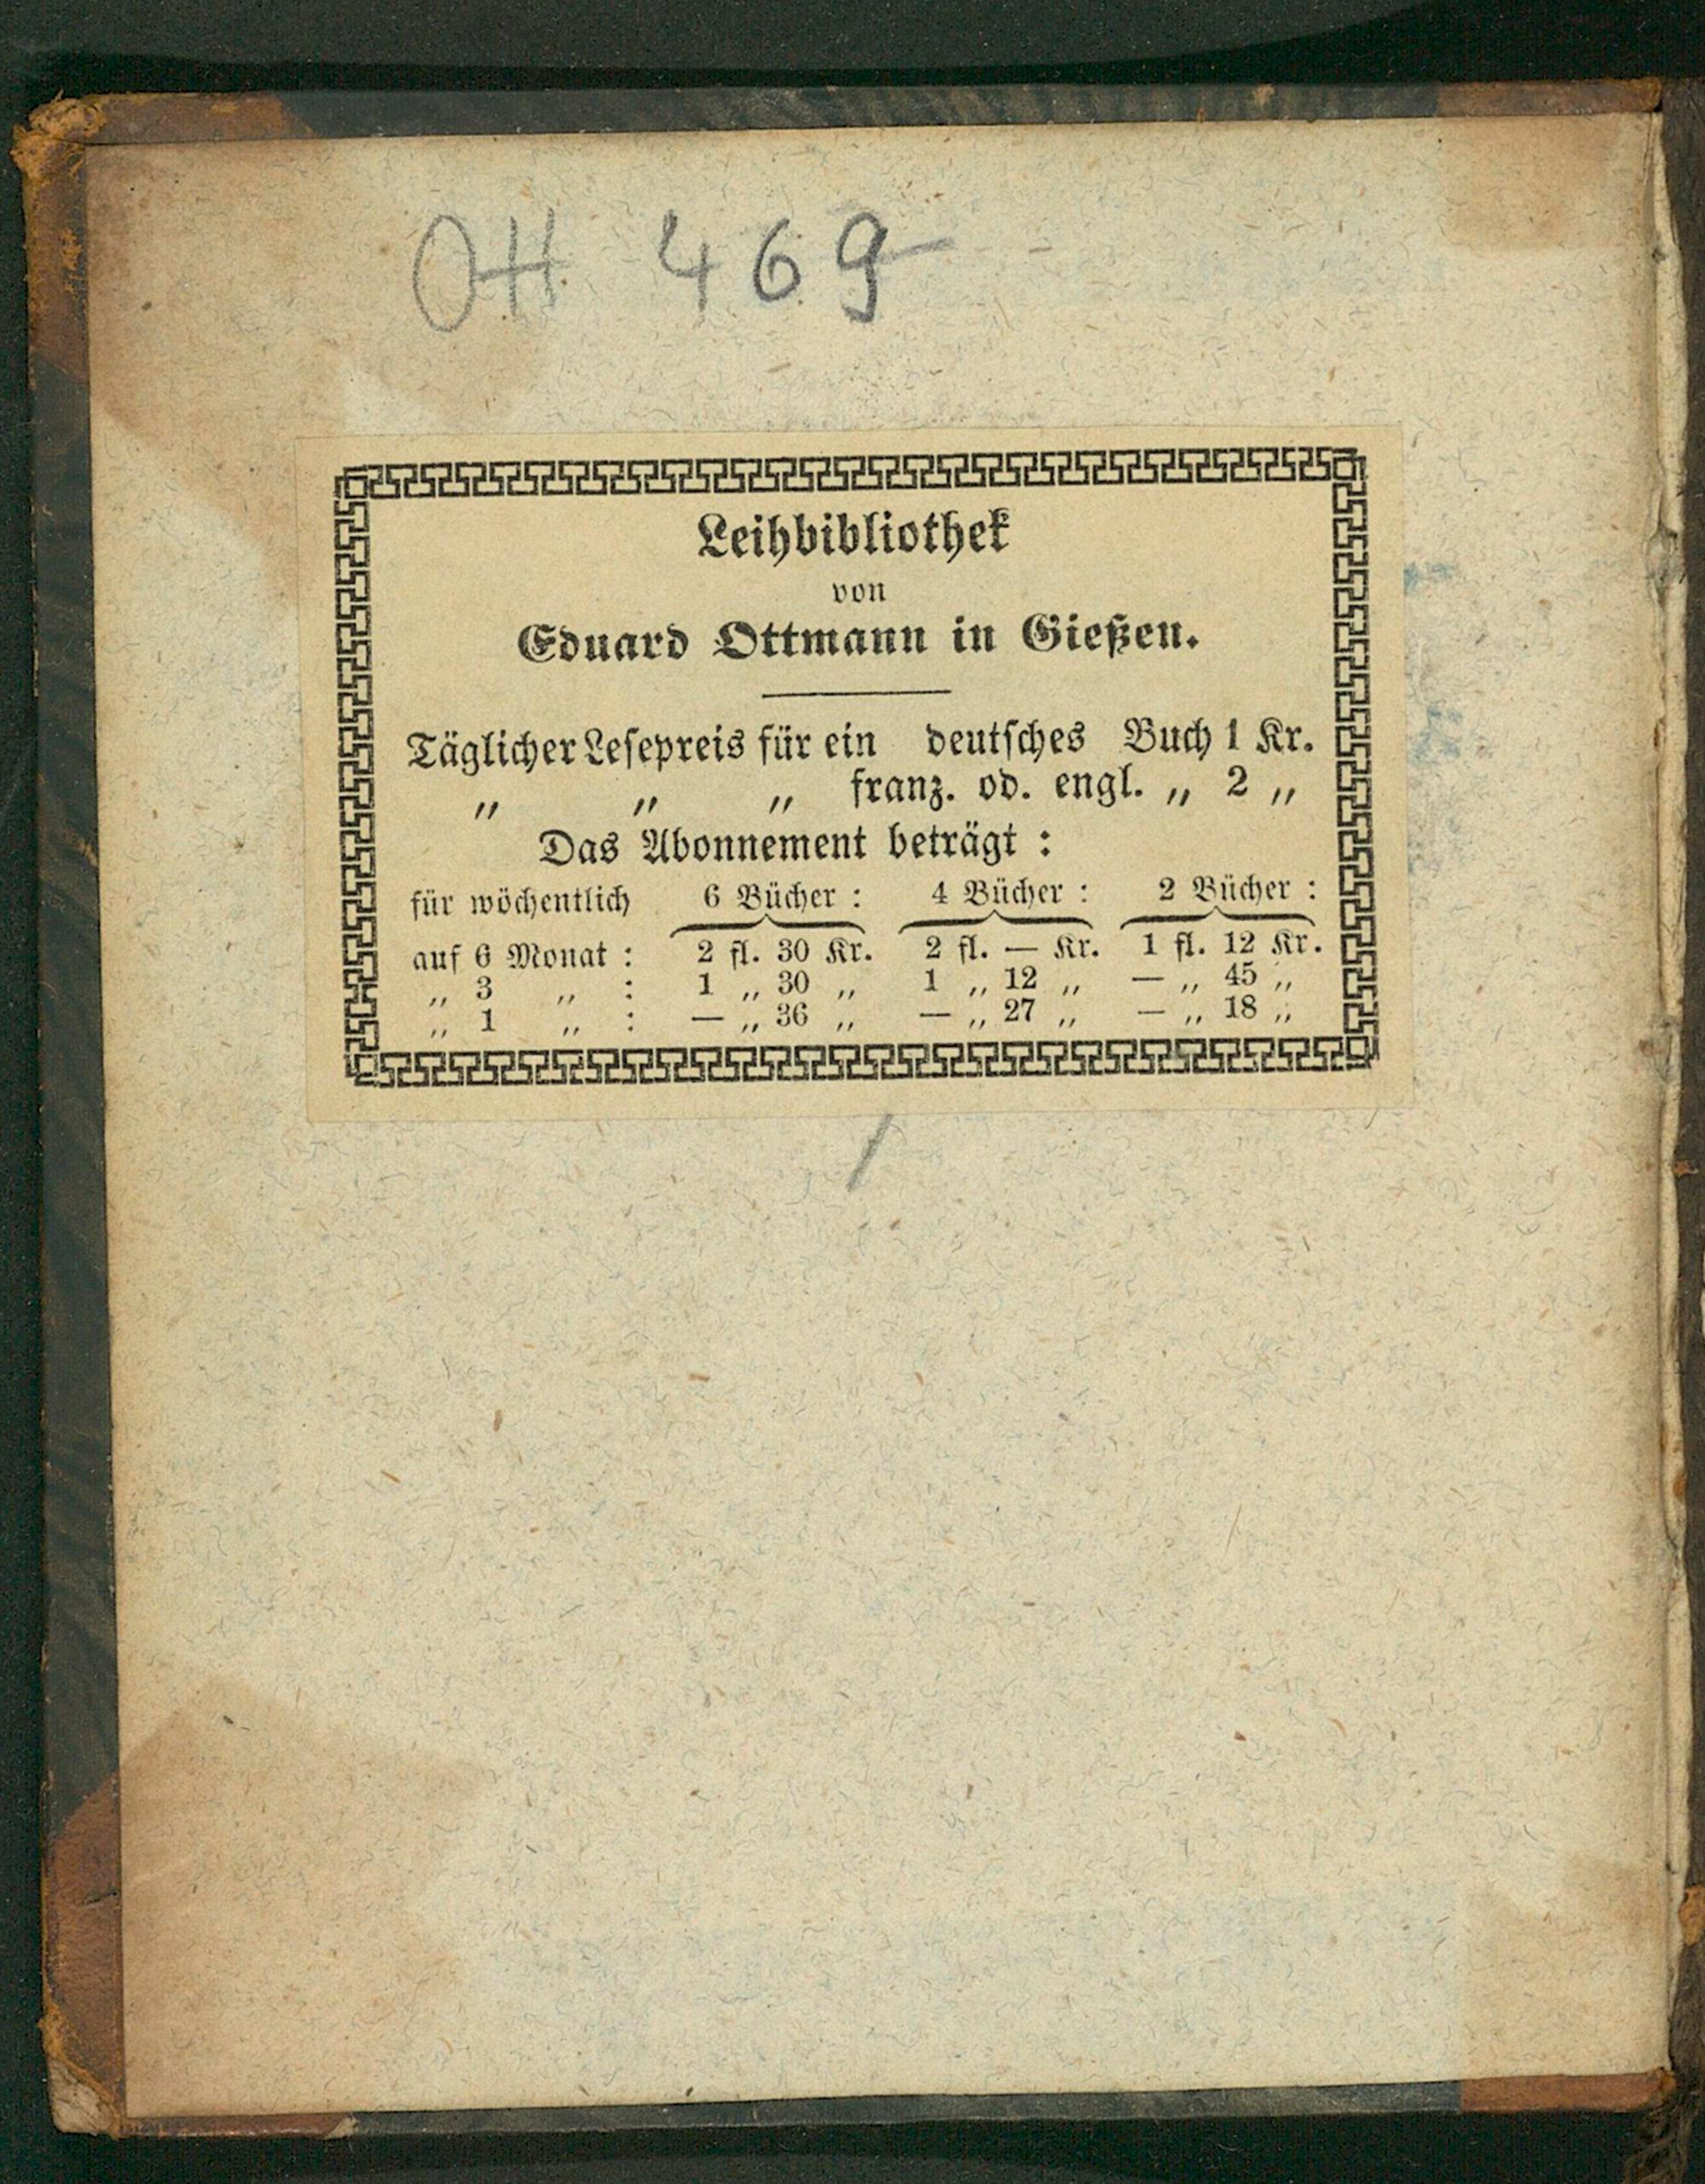 OH 469
Leihbibliothek
von
Eduard Ottmann in Gießen.
Täglicher Lesepreis für ein deutsches Buch 1 Kr.
„ „ „ franz. od. engl. „ 2 „
Das Abonnement beträgt :
für wöchentlich 6 Bücher : 4 Bücher : 2 Bücher :
auf 6 Monat : 2 fl. 30 Kr. 2 fl. — Kr. 1 fl. 12 Kr.
„ 3 „ : 1 „ 30 „ 1 „ 12 „ — „ 45 „
„ 1 „ : — „ 36 „ — „ 27 „ — „ 18 „